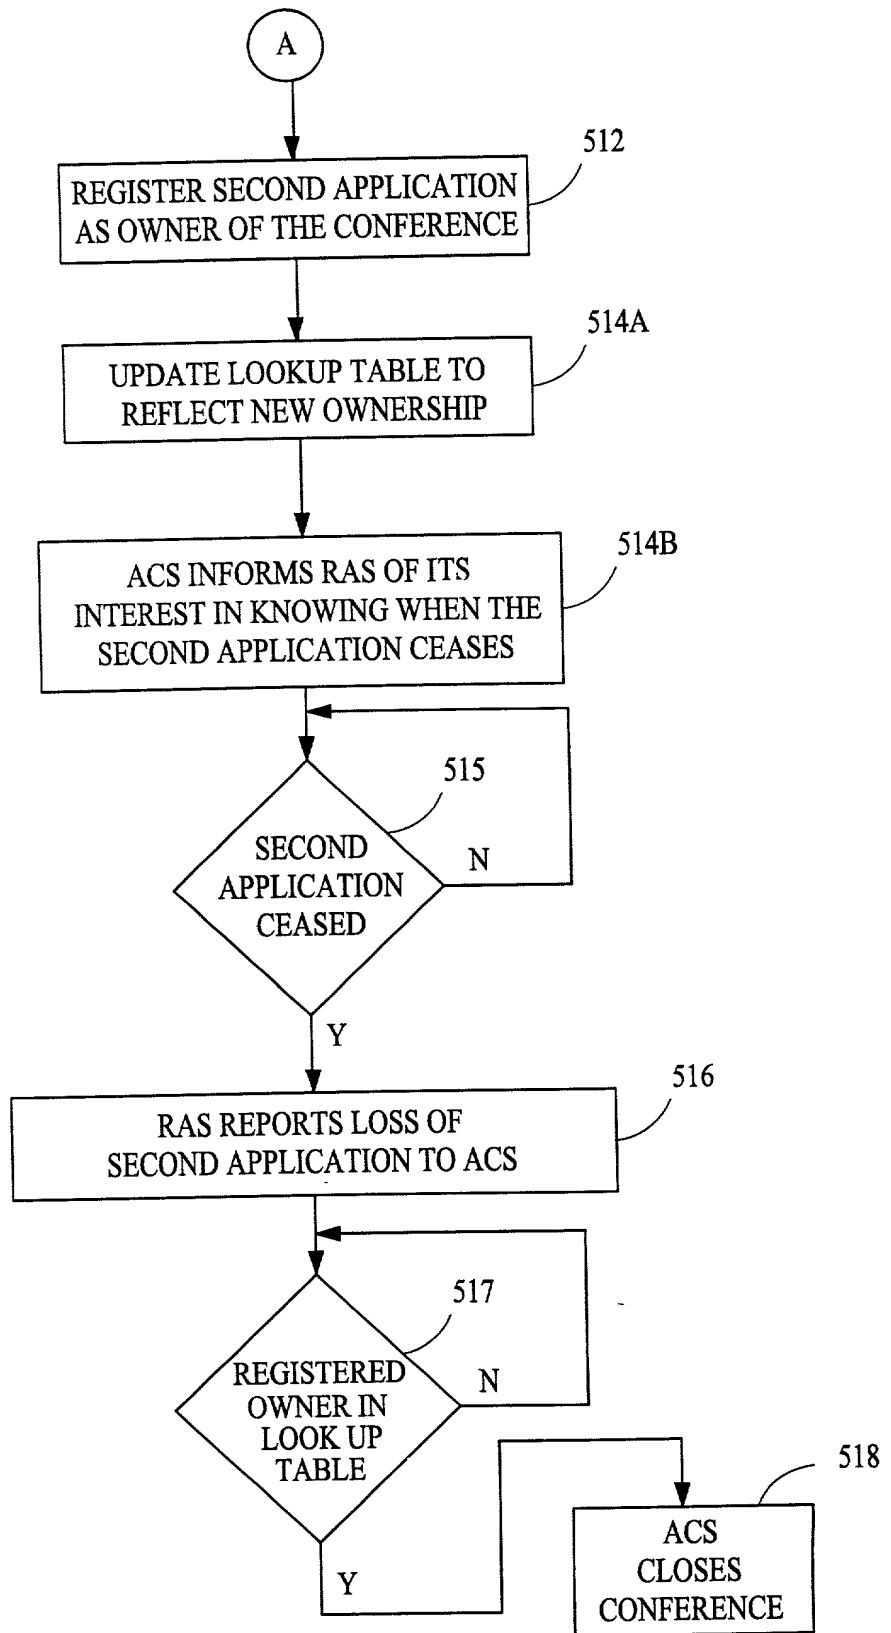 A
512
REGISTER SECOND APPLICATION
AS OWNER OF THE CONFERENCE
514A
UPDATE LOOKUP TABLE TO
REFLECT NEW OWNERSHIP
514B
ACS INFORMS RAS OF ITS
INTEREST IN KNOWING WHEN THE
SECOND APPLICATION CEASES
515
SECOND
APPLICATION
CEASED
N
Y
516
RAS REPORTS LOSS OF
SECOND APPLICATION TO ACS
517
REGISTERED
OWNER IN
LOOK UP
TABLE
N
Y
518
ACS
CLOSES
CONFERENCE